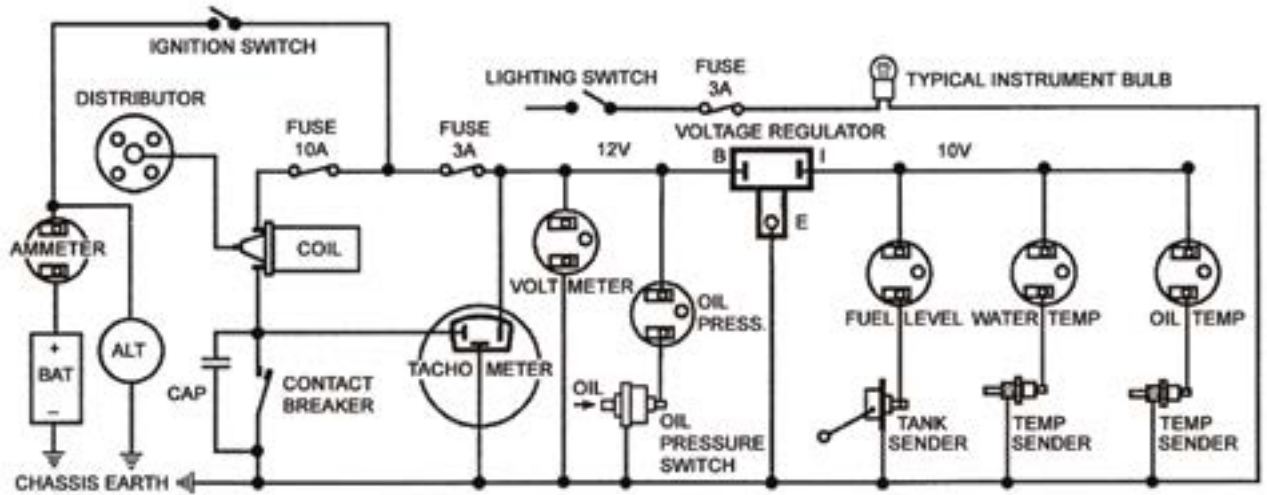 IGNITION SWITCH
DISTRIBUTOR
LIGHTING SWITCH
FUSE
3A
TYPICAL INSTRUMENT BULB
FUSE
10A
FUSE
3A
12V
VOLTAGE REGULATOR
B
I
E
10V
AMMETER
COIL
VOLT METER
OIL
PRESS.
FUEL LEVEL
WATER TEMP
OIL TEMP
+
BAT
−
ALT
CAP
CONTACT
BREAKER
TACHO METER
OIL
OIL
PRESSURE
SWITCH
TANK
SENDER
TEMP
SENDER
TEMP
SENDER
CHASSIS EARTH